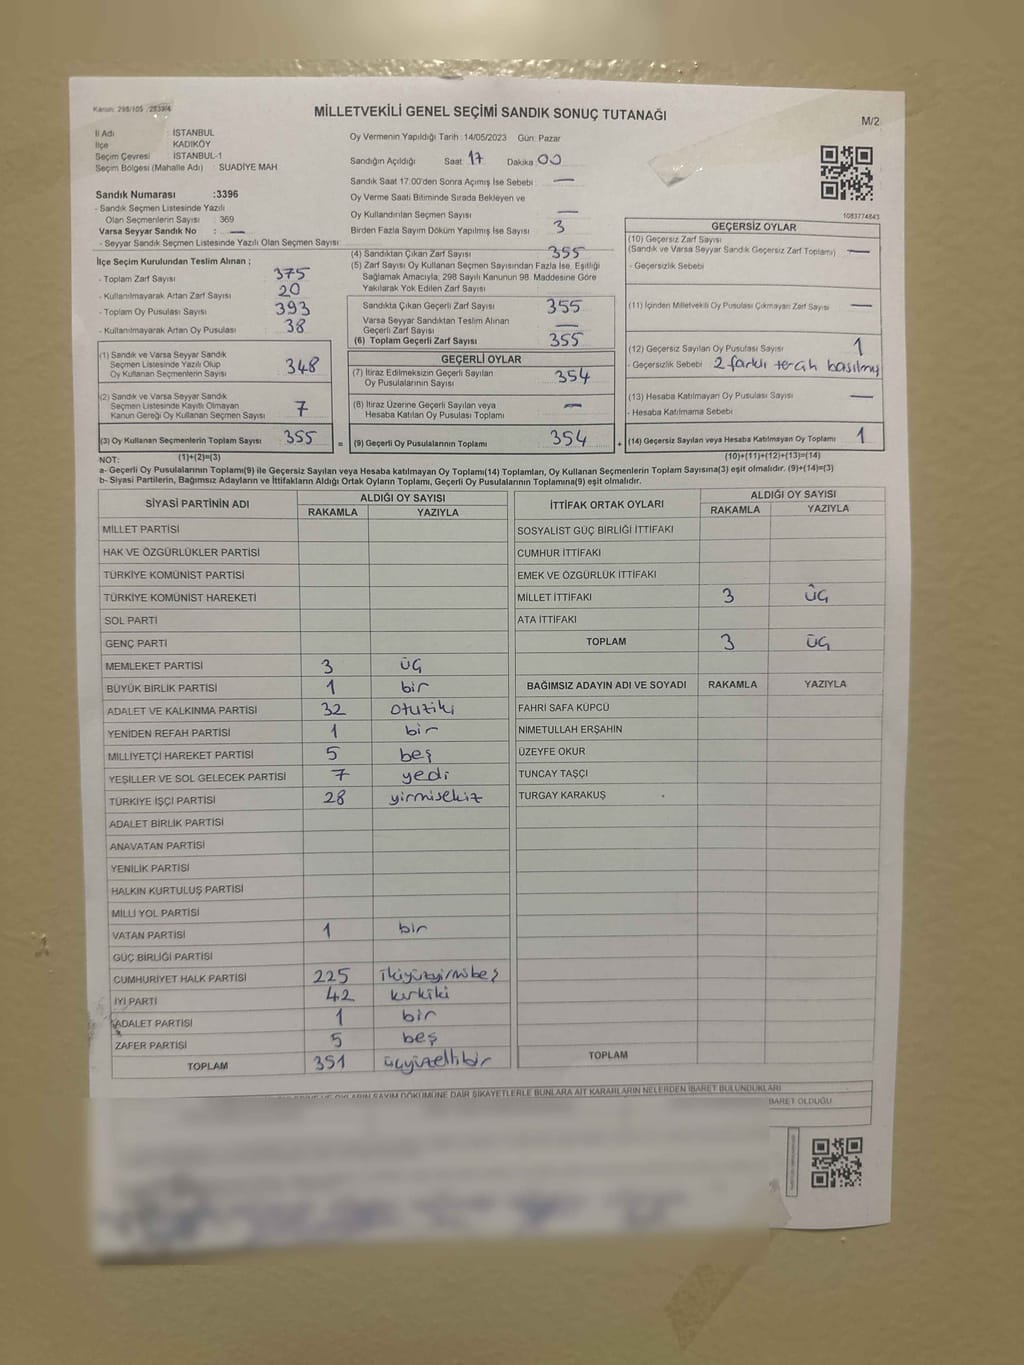 Kanun: 298/105
MİLLETVEKİLİ GENEL SEÇİMİ SANDIK SONUÇ TUTANAĞI
M/2
İl Adı : İSTANBUL
İlçe : KADIKÖY
Seçim Çevresi : İSTANBUL-1
Seçim Bölgesi (Mahalle Adı) : SUADİYE MAH
Sandık Numarası :3396
- Sandık Seçmen Listesinde Yazılı
Olan Seçmenlerin Sayısı : 369
Varsa Seyyar Sandık No : —
- Seyyar Sandık Seçmen Listesinde Yazılı Olan Seçmen Sayısı :
İlçe Seçim Kurulundan Teslim Alınan ;
- Toplam Zarf Sayısı : 375
- Kullanılmayarak Artan Zarf Sayısı : 20
- Toplam Oy Pusulası Sayısı : 393
- Kullanılmayarak Artan Oy Pusulası : 38
(1) Sandık ve Varsa Seyyar Sandık
Seçmen Listesinde Yazılı Olup
Oy Kullanan Seçmenlerin Sayısı 348
(2) Sandık ve Varsa Seyyar Sandık
Seçmen Listesinde Kayıtlı Olmayan
Kanun Gereği Oy Kullanan Seçmen Sayısı 7
(3) Oy Kullanan Seçmenlerin Toplam Sayısı 355
(1)+(2)=(3)
Oy Vermenin Yapıldığı Tarih :14/05/2023 Gün: Pazar
Sandığın Açıldığı Saat 17 Dakika 00
Sandık Saat 17.00'den Sonra Açılmış İse Sebebi : —
Oy Verme Saati Bitiminde Sırada Bekleyen ve
Oy Kullandırılan Seçmen Sayısı : —
Birden Fazla Sayım Döküm Yapılmış İse Sayısı : 3
(4) Sandıktan Çıkan Zarf Sayısı : 355
(5) Zarf Sayısı Oy Kullanan Seçmen Sayısından Fazla İse, Eşitliği
Sağlamak Amacıyla, 298 Sayılı Kanunun 98. Maddesine Göre
Yakılarak Yok Edilen Zarf Sayısı :
Sandıkta Çıkan Geçerli Zarf Sayısı : 355
Varsa Seyyar Sandıktan Teslim Alınan
Geçerli Zarf Sayısı : —
(6) Toplam Geçerli Zarf Sayısı : 355
GEÇERLİ OYLAR
(7) İtiraz Edilmeksizin Geçerli Sayılan
Oy Pusulalarının Sayısı : 354
(8) İtiraz Üzerine Geçerli Sayılan veya
Hesaba Katılan Oy Pusulası Toplamı : —
= (9) Geçerli Oy Pusulalarının Toplamı : 354
1083774843
GEÇERSİZ OYLAR
(10) Geçersiz Zarf Sayısı
(Sandık ve Varsa Seyyar Sandık Geçersiz Zarf Toplamı) : —
- Geçersizlik Sebebi
(11) İçinden Milletvekili Oy Pusulası Çıkmayan Zarf Sayısı : —
(12) Geçersiz Sayılan Oy Pusulası Sayısı : 1
- Geçersizlik Sebebi 2 farklı tercih basılmış
(13) Hesaba Katılmayan Oy Pusulası Sayısı : —
- Hesaba Katılmama Sebebi
+ (14) Geçersiz Sayılan veya Hesaba Katılmayan Oy Toplamı : 1
(10)+(11)+(12)+(13)=(14)
NOT:
a- Geçerli Oy Pusulalarının Toplamı(9) ile Geçersiz Sayılan veya Hesaba katılmayan Oy Toplamı(14) Toplamları, Oy Kullanan Seçmenlerin Toplam Sayısına(3) eşit olmalıdır. (9)+(14)=(3)
b- Siyasi Partilerin, Bağımsız Adayların ve İttifakların Aldığı Ortak Oyların Toplamı, Geçerli Oy Pusulalarının Toplamına(9) eşit olmalıdır.
SİYASİ PARTİNİN ADI ALDIĞI OY SAYISI
RAKAMLA YAZIYLA
MİLLET PARTİSİ
HAK VE ÖZGÜRLÜKLER PARTİSİ
TÜRKİYE KOMÜNİST PARTİSİ
TÜRKİYE KOMÜNİST HAREKETİ
SOL PARTİ
GENÇ PARTİ
MEMLEKET PARTİSİ 3 ÜÇ
BÜYÜK BİRLİK PARTİSİ 1 bir
ADALET VE KALKINMA PARTİSİ 32 otuziki
YENİDEN REFAH PARTİSİ 1 bir
MİLLİYETÇİ HAREKET PARTİSİ 5 beş
YEŞİLLER VE SOL GELECEK PARTİSİ 7 yedi
TÜRKİYE İŞÇİ PARTİSİ 28 yirmisekiz
ADALET BİRLİK PARTİSİ
ANAVATAN PARTİSİ
YENİLİK PARTİSİ
HALKIN KURTULUŞ PARTİSİ
MİLLİ YOL PARTİSİ
VATAN PARTİSİ 1 bir
GÜÇ BİRLİĞİ PARTİSİ
CUMHURİYET HALK PARTİSİ 225 ikiyüzyirmibeş
İYİ PARTİ 42 kırkiki
ADALET PARTİSİ 1 bir
ZAFER PARTİSİ 5 beş
TOPLAM 351 üçyüzellibir
İTTİFAK ORTAK OYLARI ALDIĞI OY SAYISI
RAKAMLA YAZIYLA
SOSYALİST GÜÇ BİRLİĞİ İTTİFAKI
CUMHUR İTTİFAKI
EMEK VE ÖZGÜRLÜK İTTİFAKI
MİLLET İTTİFAKI 3 ÜÇ
ATA İTTİFAKI
TOPLAM 3 ÜÇ
BAĞIMSIZ ADAYIN ADI VE SOYADI RAKAMLA YAZIYLA
FAHRİ SAFA KÜPCÜ
NİMETULLAH ERŞAHİN
ÜZEYFE OKUR
TUNCAY TAŞÇI
TURGAY KARAKUŞ
TOPLAM
DÖKÜMÜNE DAİR ŞİKAYETLERLE BUNLARA AİT KARARLARIN NELERDEN İBARET BULUNDUKLARI
İBARET OLDUĞU